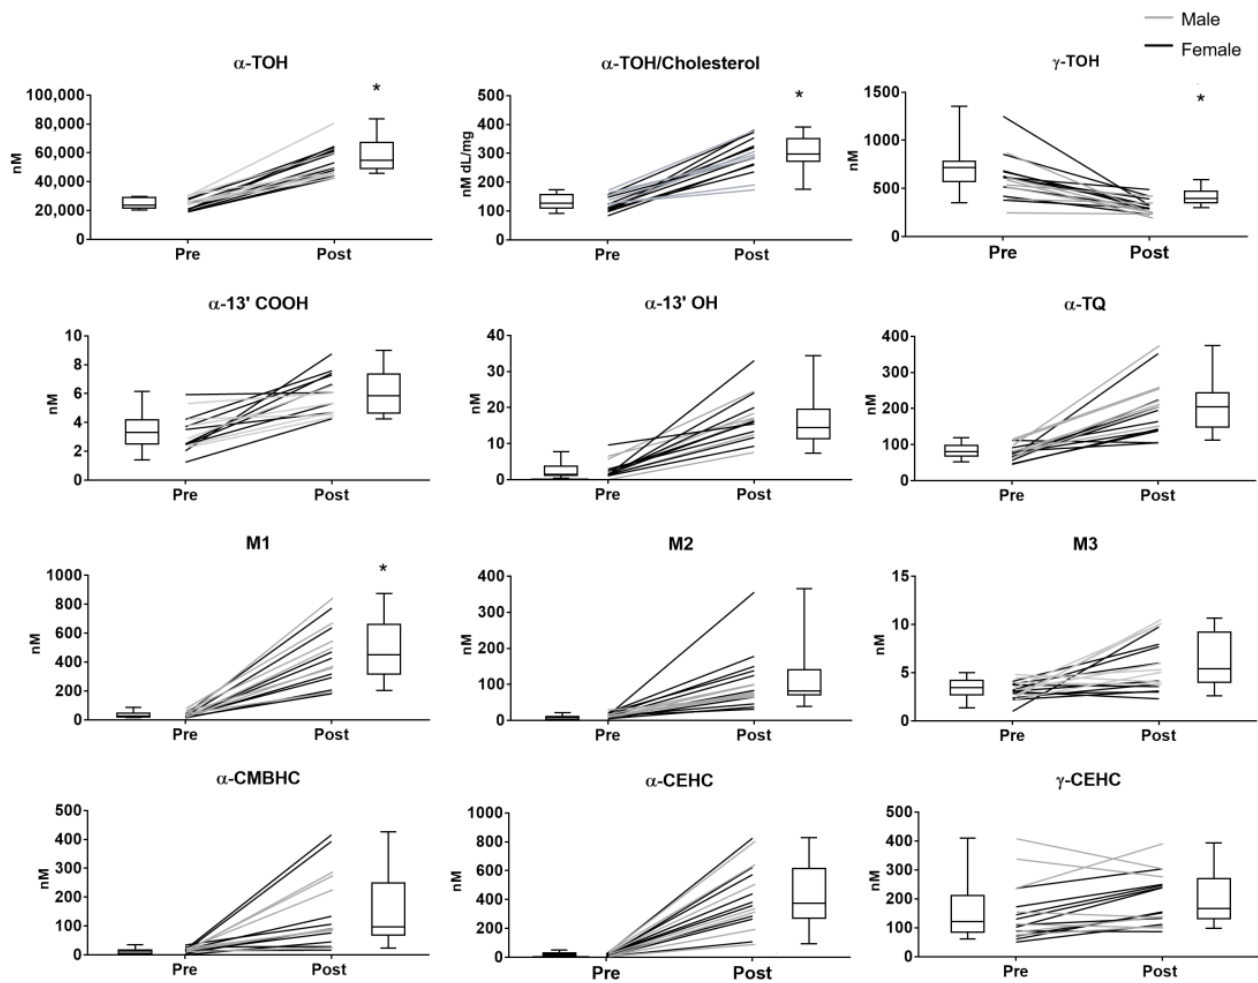 Male
Female
α-TOH
100,000
80,000
60,000
40,000
20,000
0
nM
Pre
Post
*
α-TOH/Cholesterol
500
400
300
200
100
0
nM dL/mg
Pre
Post
*
γ-TOH
1500
1000
500
0
nM
Pre
Post
*
α-13' COOH
10
8
6
4
2
0
nM
Pre
Post
α-13' OH
40
30
20
10
0
nM
Pre
Post
α-TQ
400
300
200
100
0
nM
Pre
Post
M1
1000
800
600
400
200
0
nM
Pre
Post
*
M2
400
300
200
100
0
nM
Pre
Post
M3
15
10
5
0
nM
Pre
Post
α-CMBHC
500
400
300
200
100
0
nM
Pre
Post
α-CEHC
1000
800
600
400
200
0
nM
Pre
Post
γ-CEHC
500
400
300
200
100
0
nM
Pre
Post